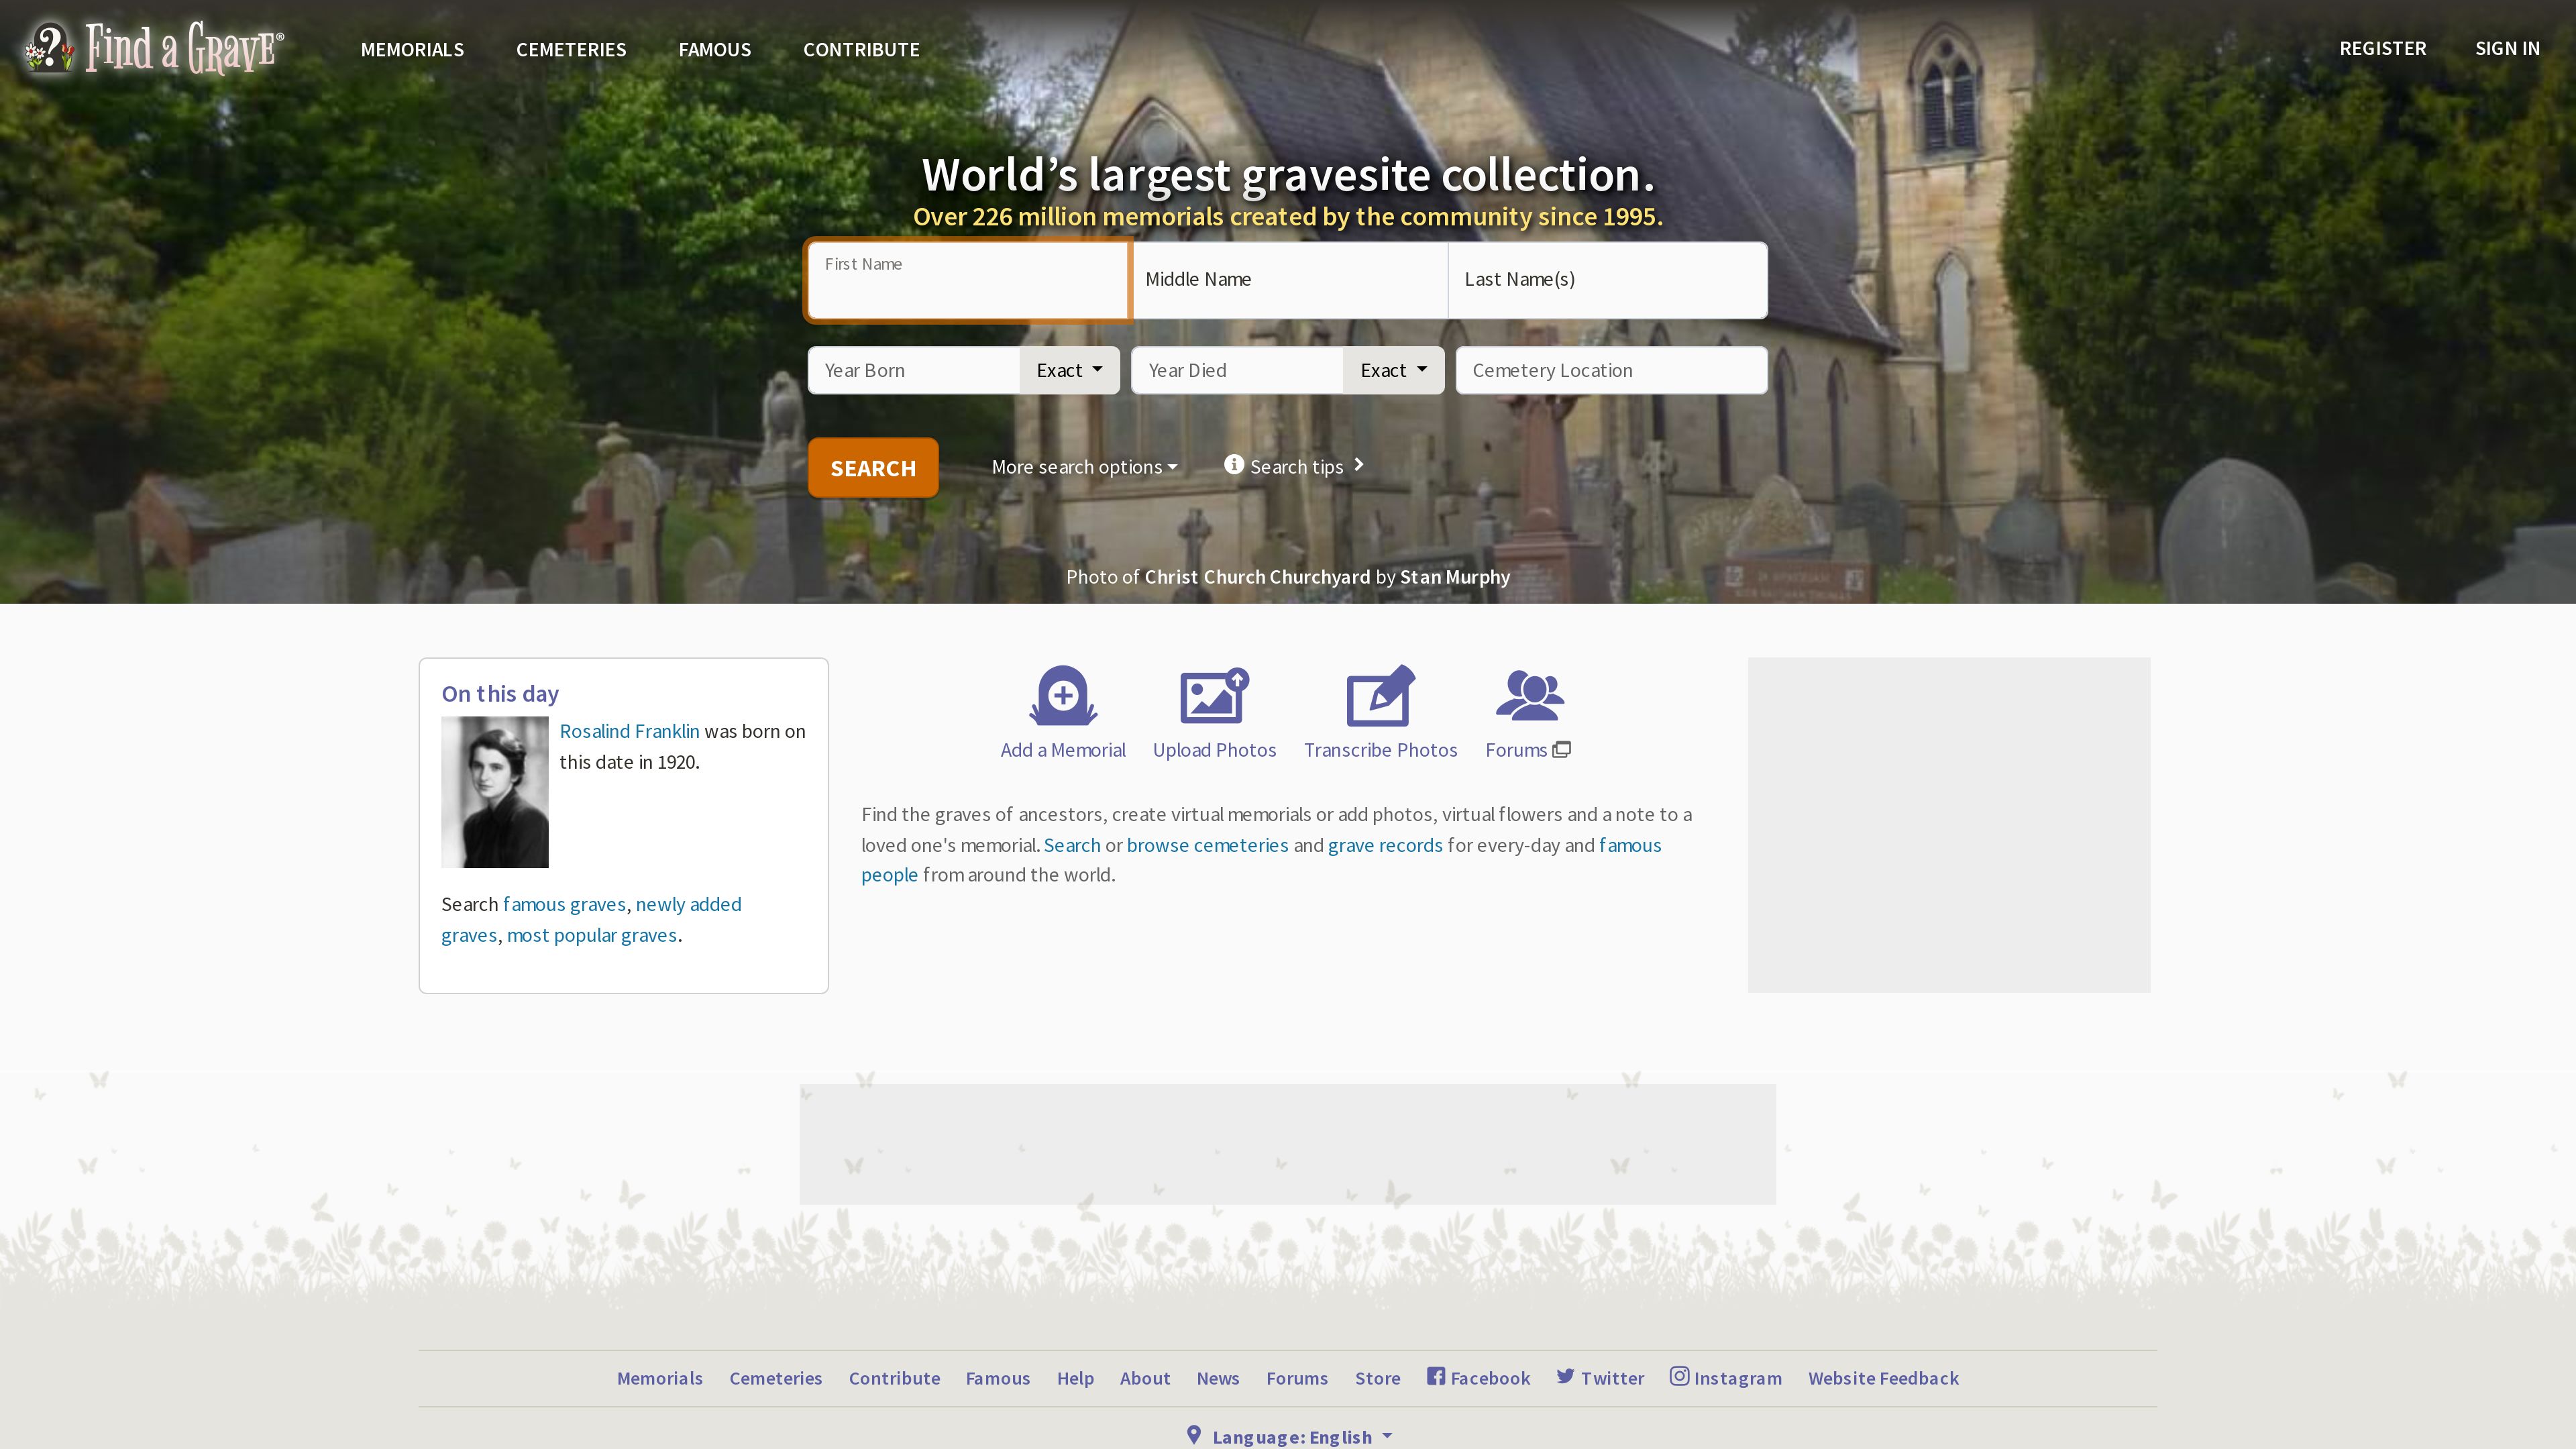 Find a Grave®
MEMORIALS
CEMETERIES
FAMOUS
CONTRIBUTE
REGISTER
SIGN IN
World's largest gravesite collection.
Over 226 million memorials created by the community since 1995.
First Name
Middle Name
Last Name(s)
Year Born
Exact
Year Died
Exact
Cemetery Location
SEARCH
More search options
Search tips
Photo of Christ Church Churchyard by Stan Murphy
On this day
Rosalind Franklin was born on
this date in 1920.
Search famous graves, newly added
graves, most popular graves.
Add a Memorial
Upload Photos
Transcribe Photos
Forums
Find the graves of ancestors, create virtual memorials or add photos, virtual flowers and a note to a
loved one's memorial. Search or browse cemeteries and grave records for every-day and famous
people from around the world.
Memorials
Cemeteries
Contribute
Famous
Help
About
News
Forums
Store
Facebook
Twitter
Instagram
Website Feedback
Language: English